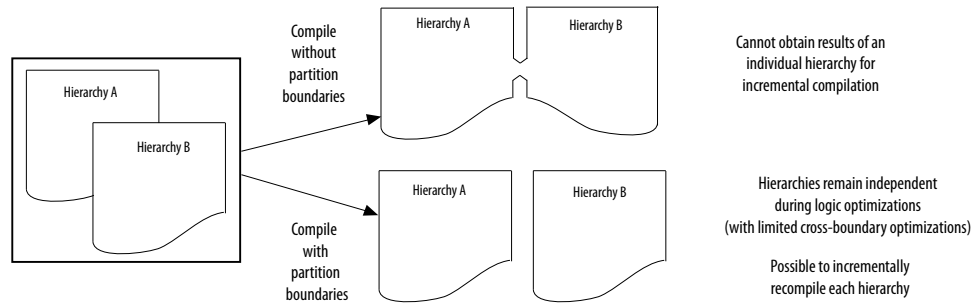 Hierarchy A
Hierarchy B
Compile
without
partition
boundaries
Hierarchy A
Hierarchy B
Cannot obtain results of an
individual hierarchy for
incremental compilation
Compile
with
partition
boundaries
Hierarchy A
Hierarchy B
Hierarchies remain independent
during logic optimizations
(with limited cross-boundary optimizations)
Possible to incrementally
recompile each hierarchy